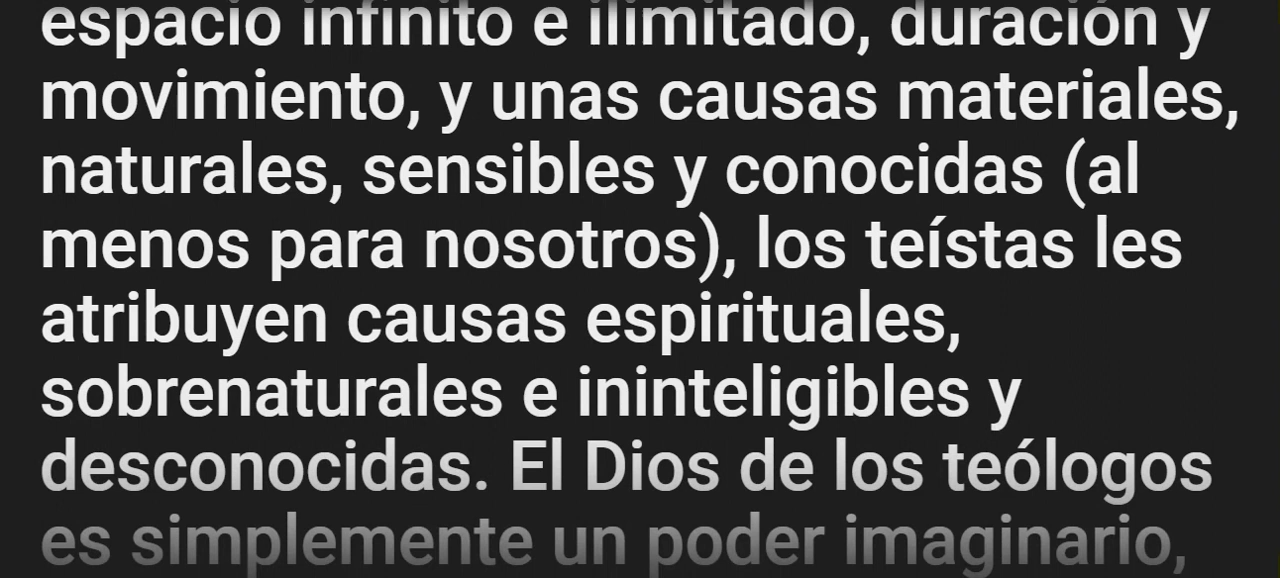 espacio infinito e ilimitado, duración y
movimiento, y unas causas materiales,
naturales, sensibles y conocidas (al
menos para nosotros), los teístas les
atribuyen causas espirituales,
sobrenaturales e ininteligibles y
desconocidas. El Dios de los teólogos
es simplemente un poder imaginario,